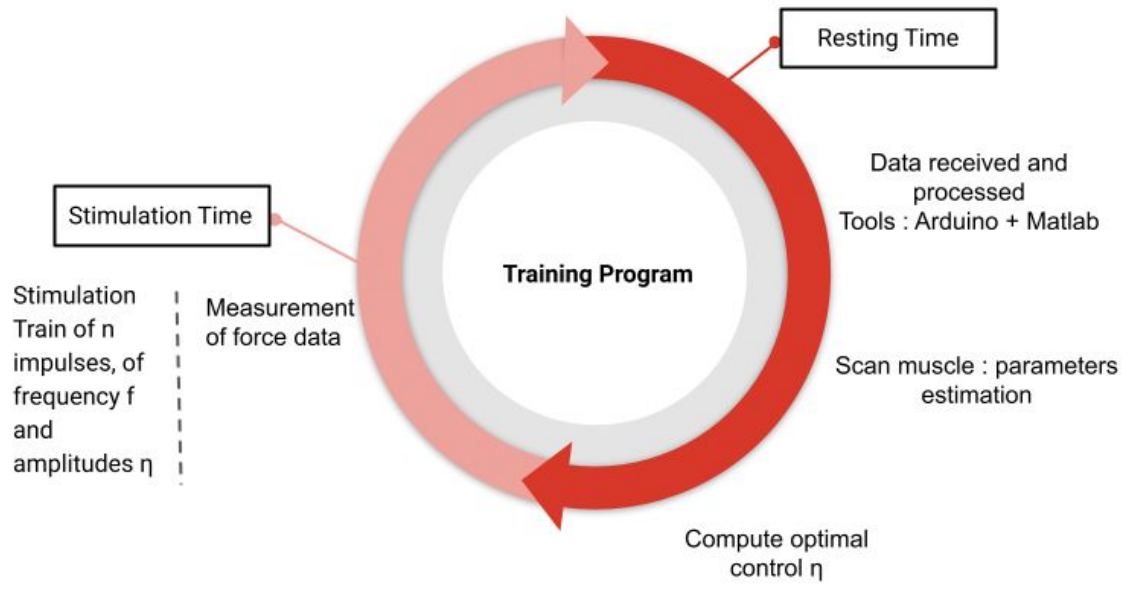 Resting Time
Data received and
processed
Tools : Arduino + Matlab
Stimulation Time
Training Program
Stimulation
Train of n
impulses, of
frequency f
and
amplitudes η
Measurement
of force data
Scan muscle : parameters
estimation
Compute optimal
control η